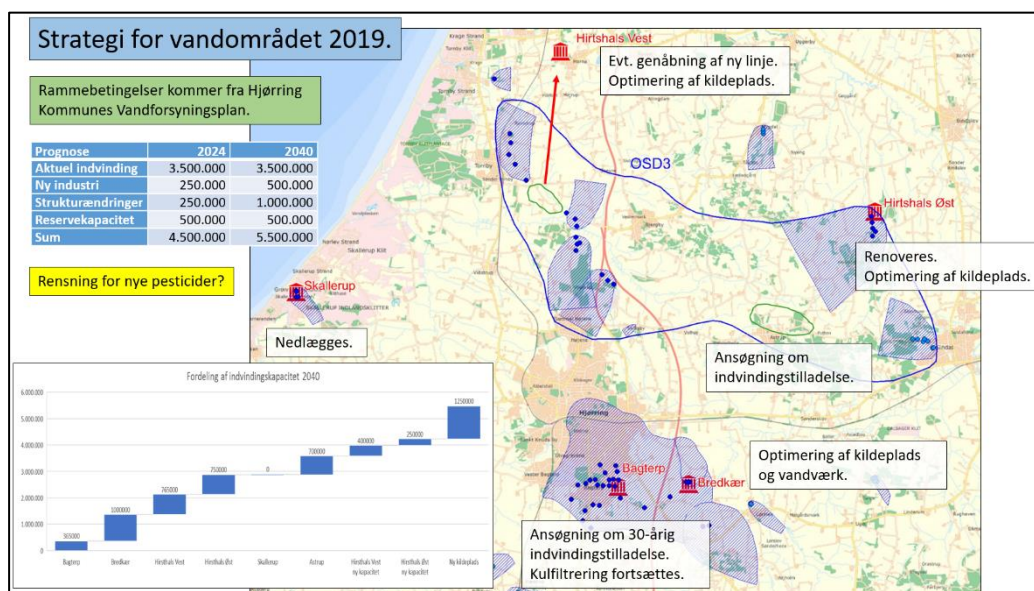 Strategi for vandområdet 2019.
Rammebetingelser kommer fra Hjørring
Kommunes Vandforsyningsplan.
Prognose 2024 2040
Aktuel indvinding 3.500.000 3.500.000
Ny industri 250.000 500.000
Strukturændringer 250.000 1.000.000
Reservekapacitet 500.000 500.000
Sum 4.500.000 5.500.000
Rensning for nye pesticider?
Hirtshals Vest
Evt. genåbning af ny linje.
Optimering af kildeplads.
OSD3
Hirtshals Øst
Renoveres.
Optimering af kildeplads.
Skallerup
Nedlægges.
Ansøgning om
indvindingstilladelse.
Hjørring
Bagterp
Bredkær
Optimering af kildeplads
og vandværk.
Ansøgning om 30-årig
indvindingstilladelse.
Kulfiltrering fortsættes.
Fordeling af indvindingskapacitet 2040
6.000.000
5.000.000
4.000.000
3.000.000
2.000.000
1.000.000
0
365000
1000000
765000
750000
0
700000
400000
250000
1250000
Bagterp
Bredkær
Hirsthals Vest
Hirsthals Øst
Skallerup
Astrup
Hirsthals Vest
ny kapacitet
Hirsthals Øst
ny kapacitet
Ny kildeplads